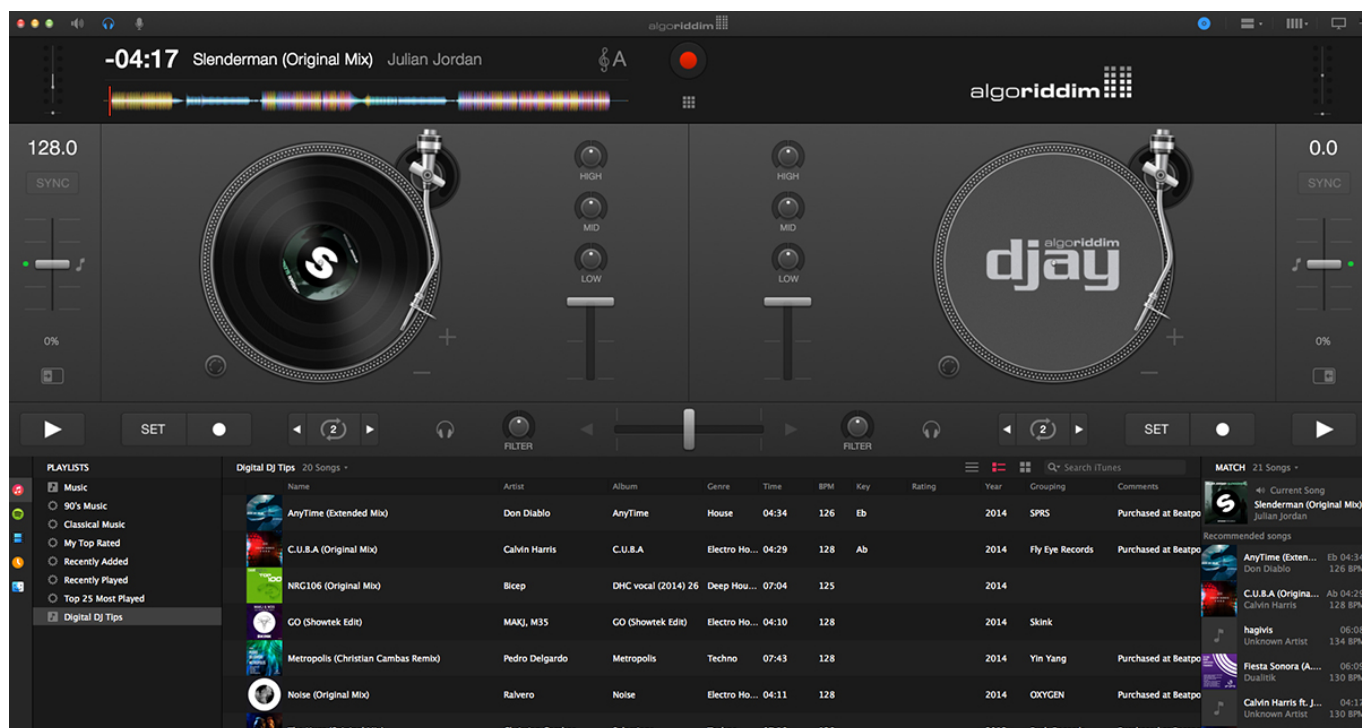 algoriddim
-04:17 Slenderman (Original Mix) Julian Jordan A
algoriddim
128.0
SYNC
0%
HIGH
MID
LOW
HIGH
MID
LOW
algoriddim
djay
0.0
SYNC
0%
SET
2
FILTER
FILTER
2
SET
PLAYLISTS
Music
90's Music
Classical Music
My Top Rated
Recently Added
Recently Played
Top 25 Most Played
Digital DJ Tips
Digital DJ Tips 20 Songs
Search iTunes
Name Artist Album Genre Time BPM Key Rating Year Grouping Comments
AnyTime (Extended Mix) Don Diablo AnyTime House 04:34 126 Eb 2014 SPRS Purchased at Beatpo
C.U.B.A (Original Mix) Calvin Harris C.U.B.A Electro Ho... 04:29 128 Ab 2014 Fly Eye Records Purchased at Beatpo
NRG106 (Original Mix) Bicep DHC vocal (2014) 26 Deep Hou... 07:04 125 2014
GO (Showtek Edit) MAKJ, M35 GO (Showtek Edit) Electro Ho... 04:10 128 2014 Skink
Metropolis (Christian Cambas Remix) Pedro Delgardo Metropolis Techno 07:43 128 2014 Yin Yang Purchased at Beatpo
Noise (Original Mix) Ralvero Noise Electro Ho... 04:11 128 2014 OXYGEN Purchased at Beatpo
MATCH 21 Songs
Current Song
Slenderman (Original Mix)
Julian Jordan
Recommended songs
AnyTime (Exten... Eb 04:34
Don Diablo 126 BPM
C.U.B.A (Origina... Ab 04:29
Calvin Harris 128 BPM
hagivis 06:08
Unknown Artist 134 BPM
Fiesta Sonora (A.... 06:09
Dualitik 130 BPM
Calvin Harris ft. J... 04:12
Unknown Artist 130 BPM